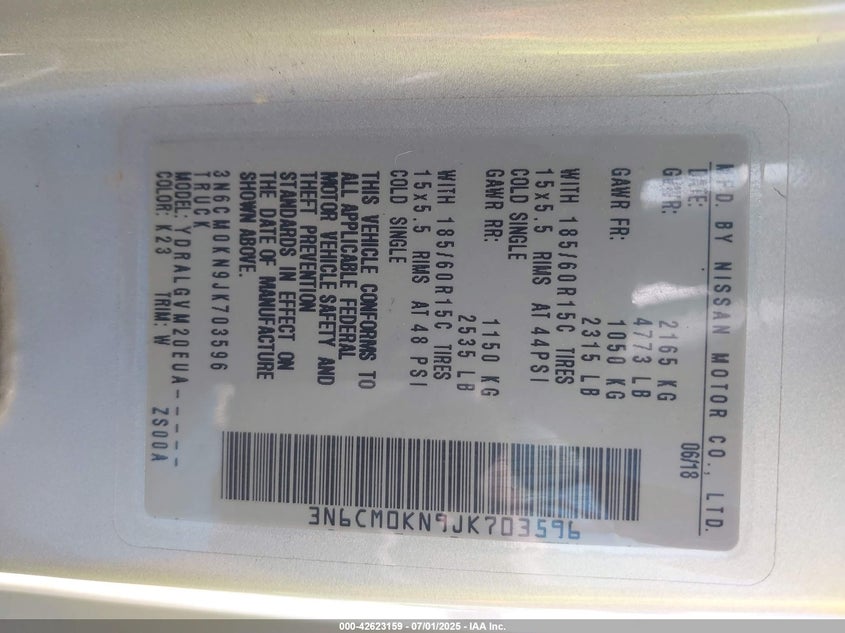 MFD. BY NISSAN MOTOR CO., LTD.
DATE: 06/18
GVWR: 2165 KG
4773 LB
GAWR FR: 1050 KG
2315 LB
WITH 185/60R15C TIRES
15x5.5 RIMS AT 44PSI
COLD SINGLE
GAWR RR: 1150 KG
2535 LB
WITH 185/60R15C TIRES
15x5.5 RIMS AT 48 PSI
COLD SINGLE
THIS VEHICLE CONFORMS TO
ALL APPLICABLE FEDERAL
MOTOR VEHICLE SAFETY AND
THEFT PREVENTION
STANDARDS IN EFFECT ON
THE DATE OF MANUFACTURE
SHOWN ABOVE.
3N6CM0KN9JK703596
TRUCK
MODEL: YDRALGVM20EUA-----
COLOR: K23 TRIM: W ZS00A
3N6CM0KN9JK703596
000-42623159 - 07/01/2025 - IAA Inc.